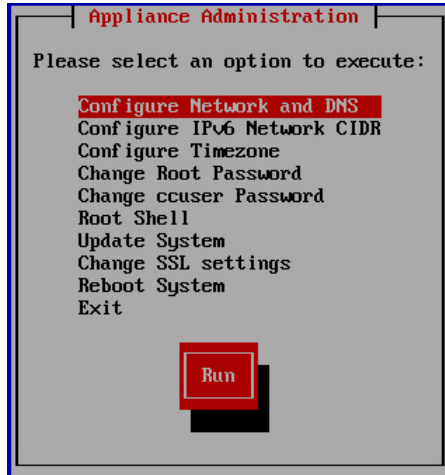 Appliance Administration
Please select an option to execute:
Configure Network and DNS
Configure IPv6 Network CIDR
Configure Timezone
Change Root Password
Change ccuser Password
Root Shell
Update System
Change SSL settings
Reboot System
Exit
Run